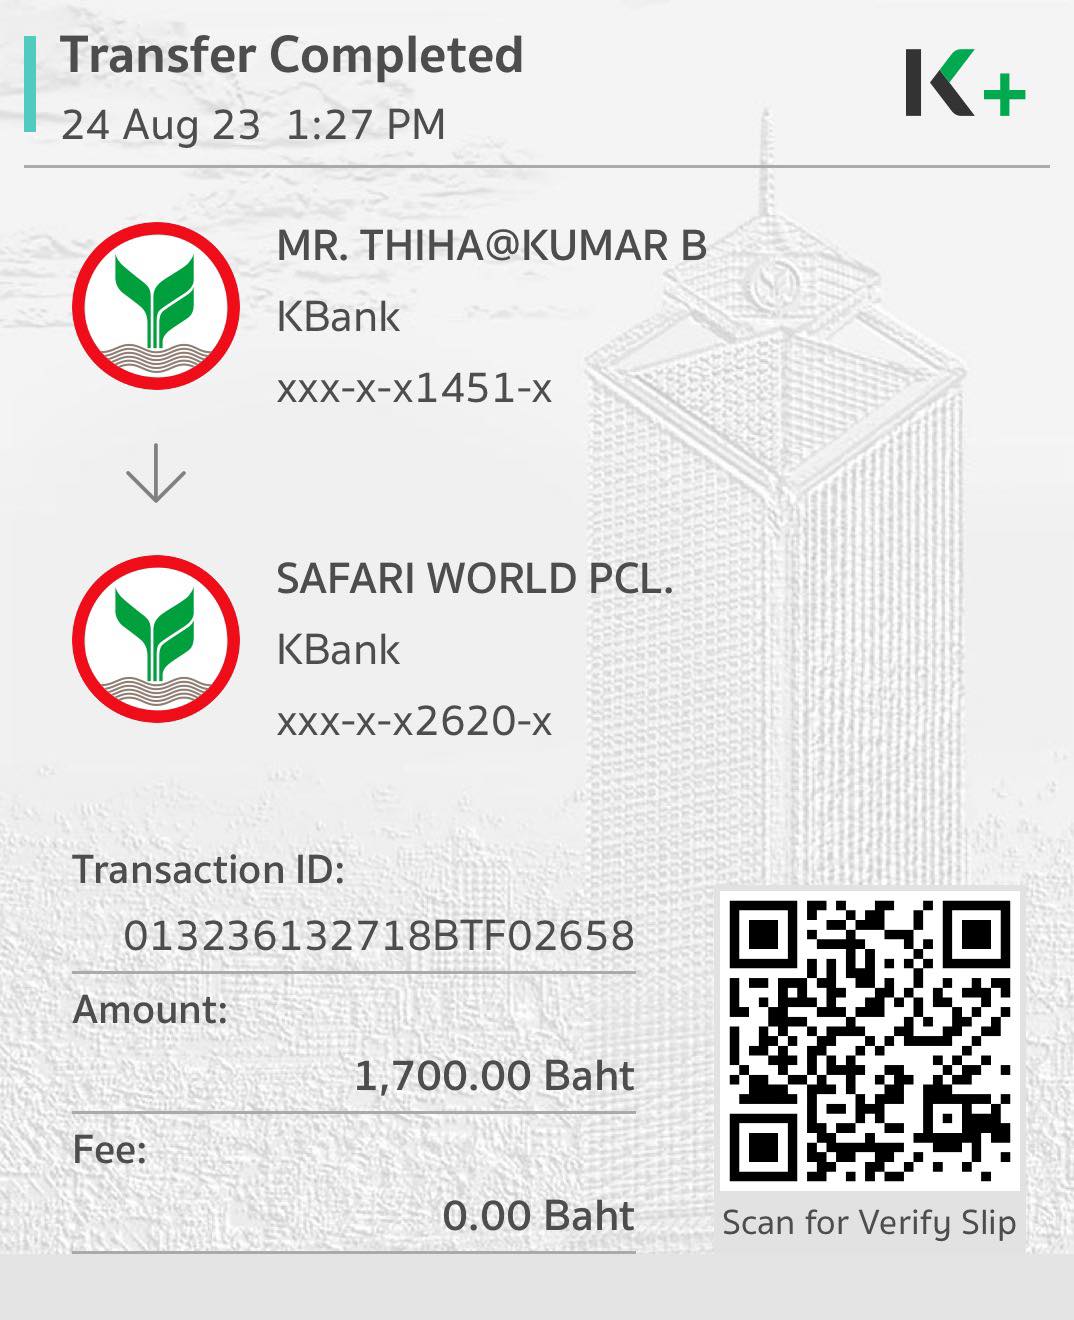 Transfer Completed
24 Aug 23 1:27 PM
K+
MR. THIHA@KUMAR B
KBank
xxx-x-x1451-x
SAFARI WORLD PCL.
KBank
xxx-x-x2620-x
Transaction ID:
013236132718BTF02658
Amount:
1,700.00 Baht
Fee:
0.00 Baht
Scan for Verify Slip